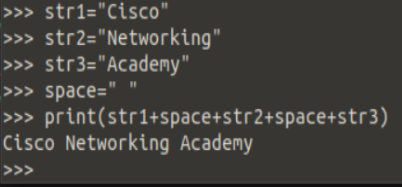 >>> str1="Cisco"
>>> str2="Networking"
>>> str3="Academy"
>>> space=" "
>>> print(str1+space+str2+space+str3)
Cisco Networking Academy
>>>